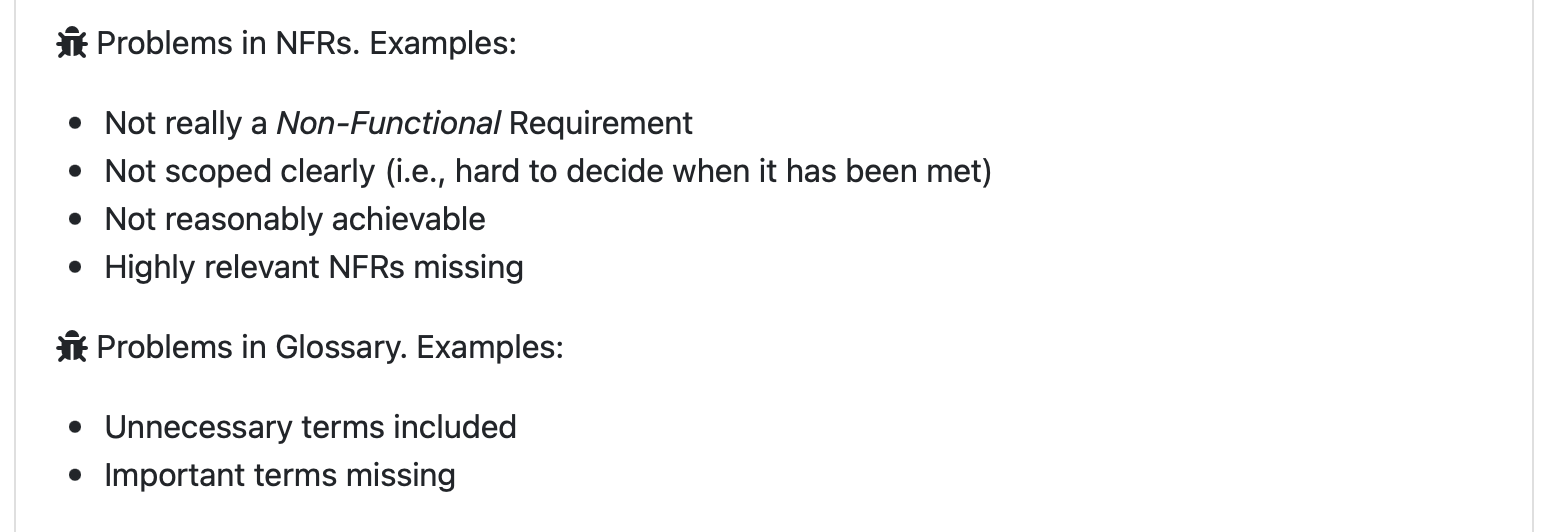 Problems in NFRs. Examples:
• Not really a Non-Functional Requirement
• Not scoped clearly (i.e., hard to decide when it has been met)
• Not reasonably achievable
• Highly relevant NFRs missing
Problems in Glossary. Examples:
• Unnecessary terms included
• Important terms missing